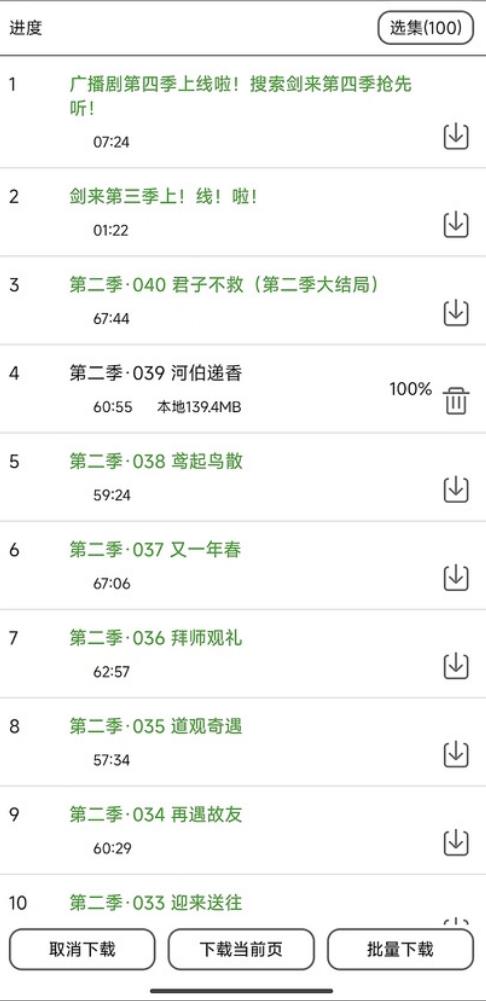 进度
选集(100)
1
广播剧第四季上线啦！搜索剑来第四季抢先
听！
07:24
2
剑来第三季上！线！啦！
01:22
3
第二季·040 君子不救（第二季大结局）
67:44
4
第二季·039 河伯递香
100%
60:55 本地139.4MB
5
第二季·038 鸢起鸟散
59:24
6
第二季·037 又一年春
67:06
7
第二季·036 拜师观礼
62:57
8
第二季·035 道观奇遇
57:34
9
第二季·034 再遇故友
60:29
10
第二季·033 迎来送往
取消下载
下载当前页
批量下载